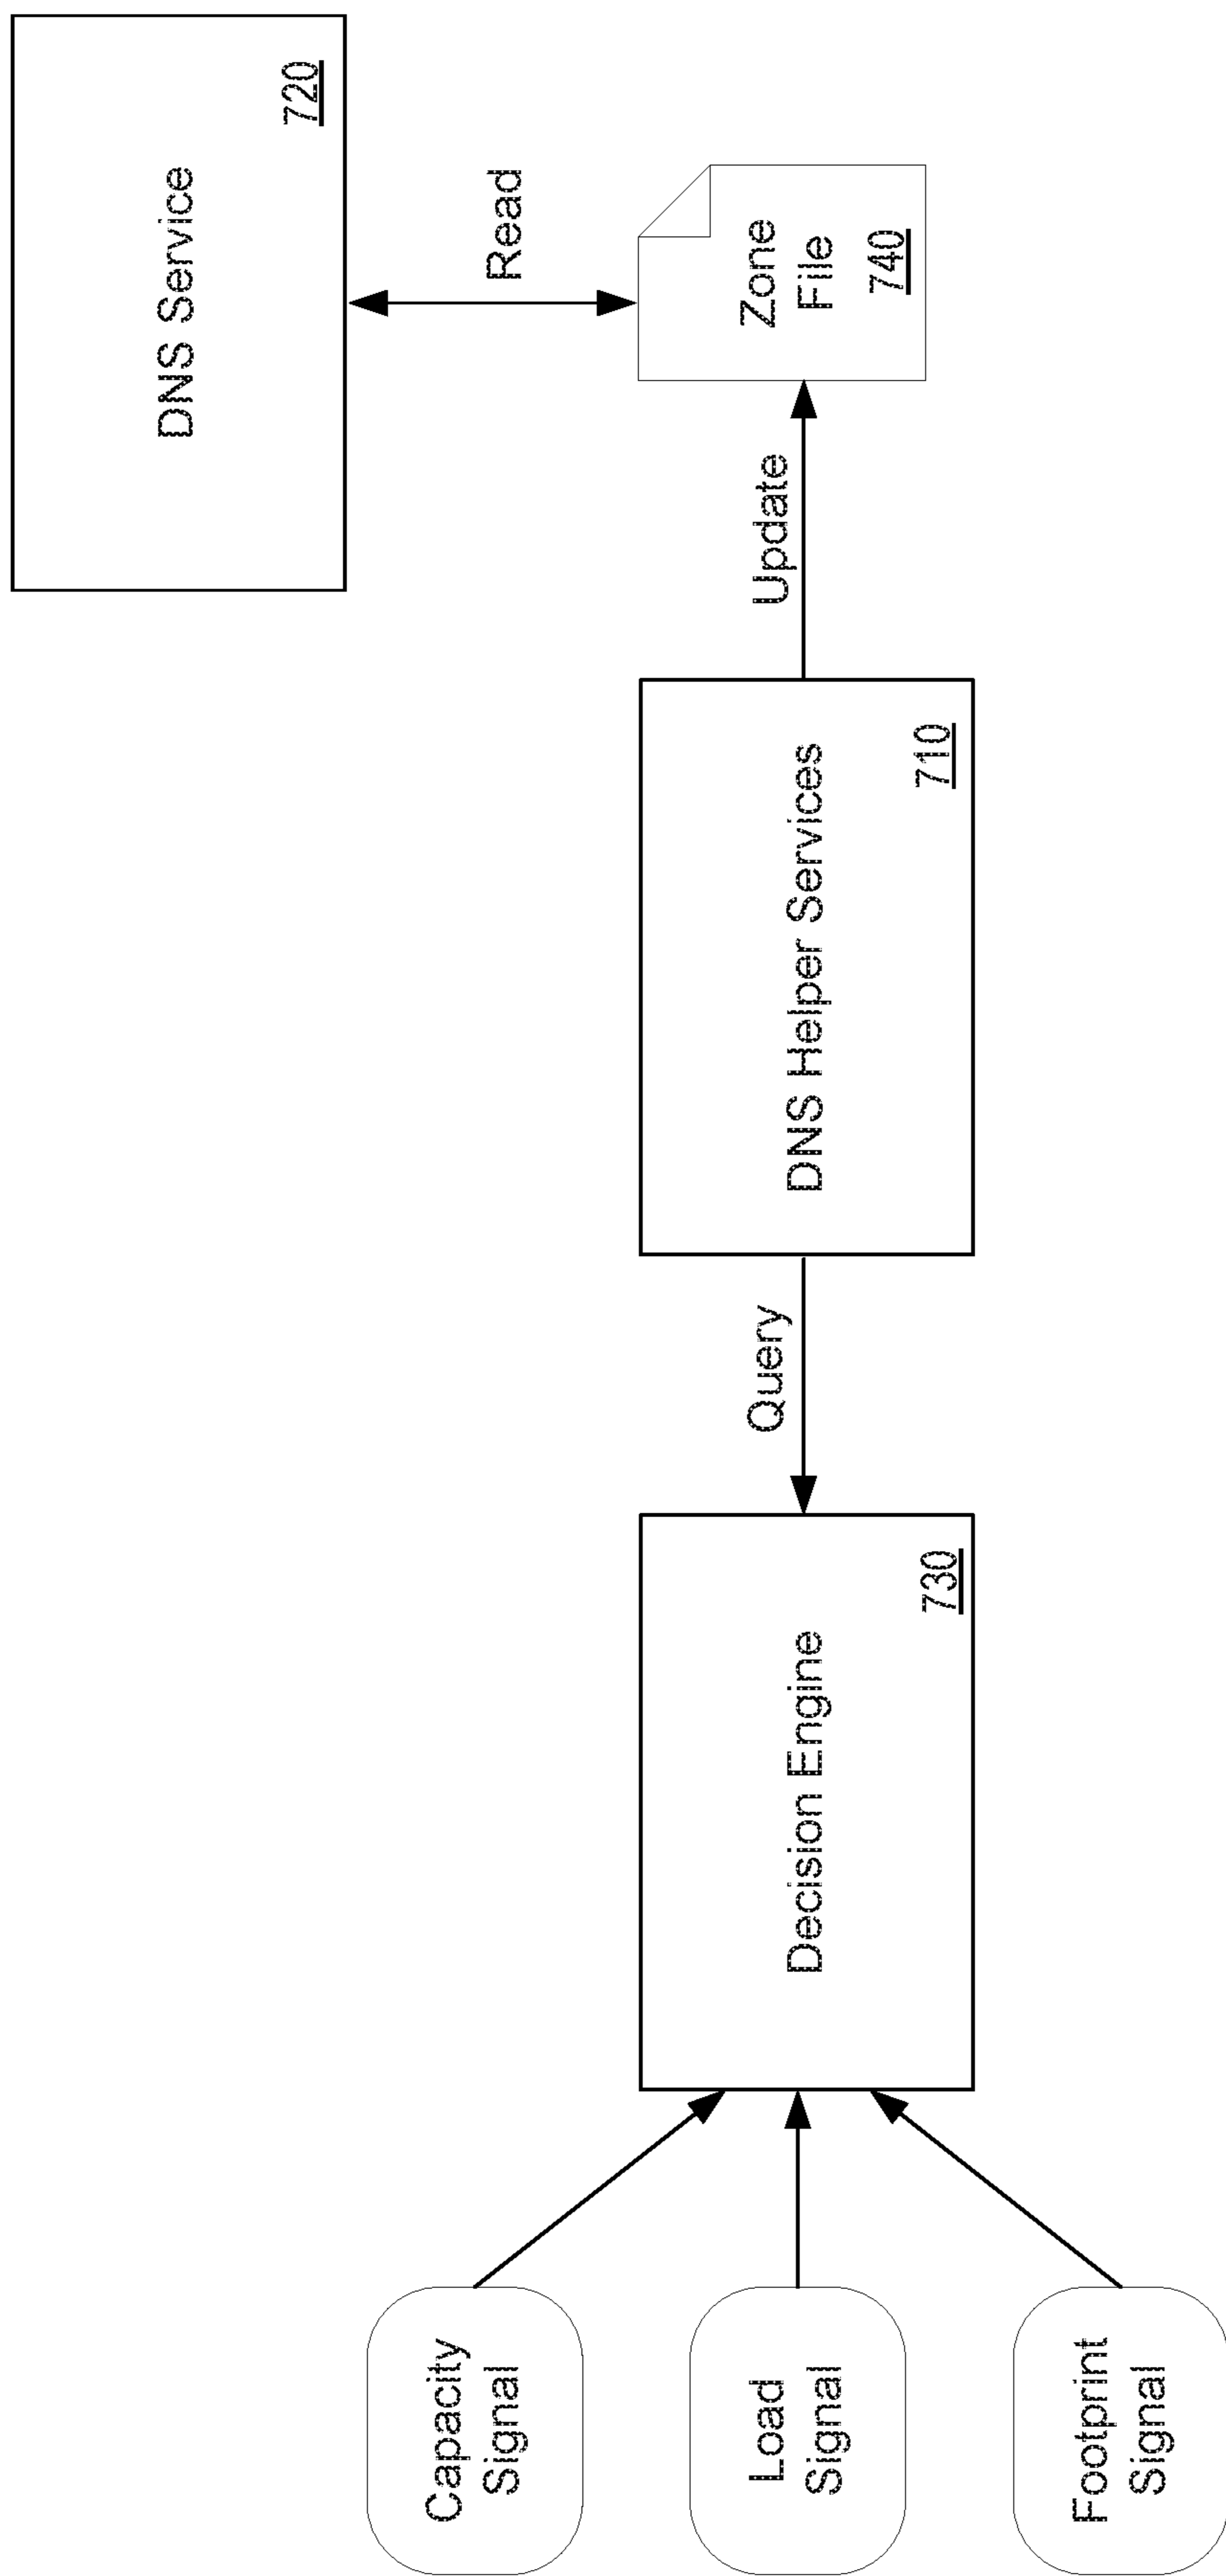 Capacity
Signal
Load
Signal
Footprint
Signal
Decision Engine
730
Query
DNS Helper Services
710
Update
Zone
File
740
Read
DNS Service
720